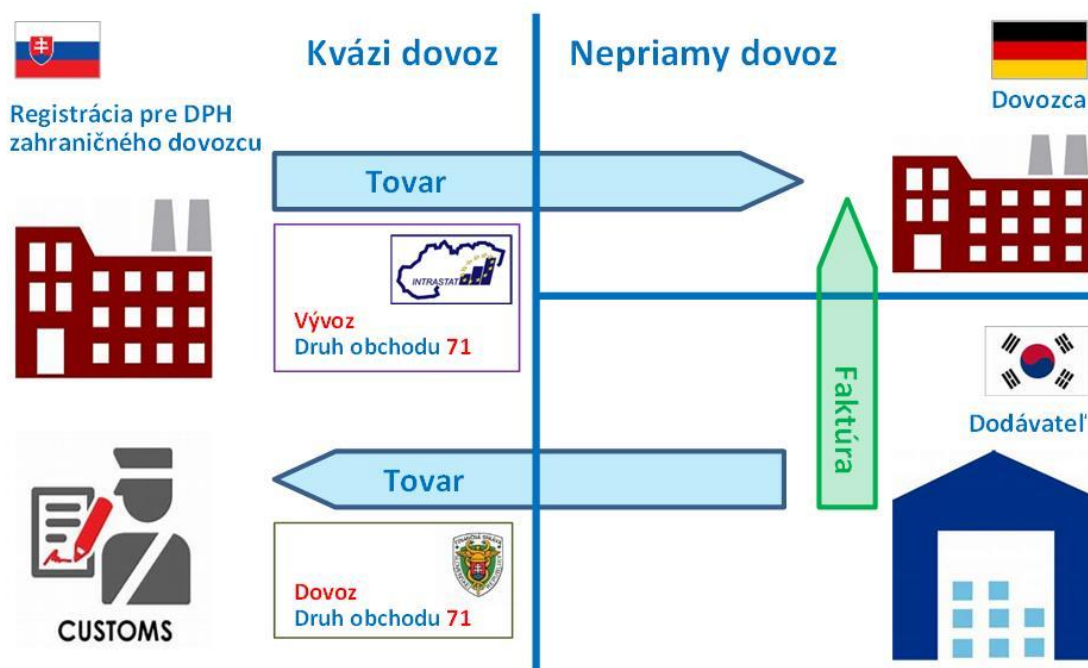 Kvázi dovoz
Nepriamy dovoz
Registrácia pre DPH
zahraničného dovozcu
Dovozca
Tovar
INTRASTAT
Vývoz
Druh obchodu 71
Faktúra
Dodávateľ
Tovar
Dovoz
Druh obchodu 71
CUSTOMS